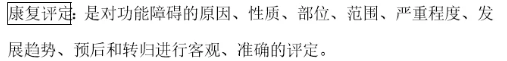 康复评定：是对功能障碍的原因、性质、部位、范围、严重程度、发
展趋势、预后和转归进行客观、准确的评定。